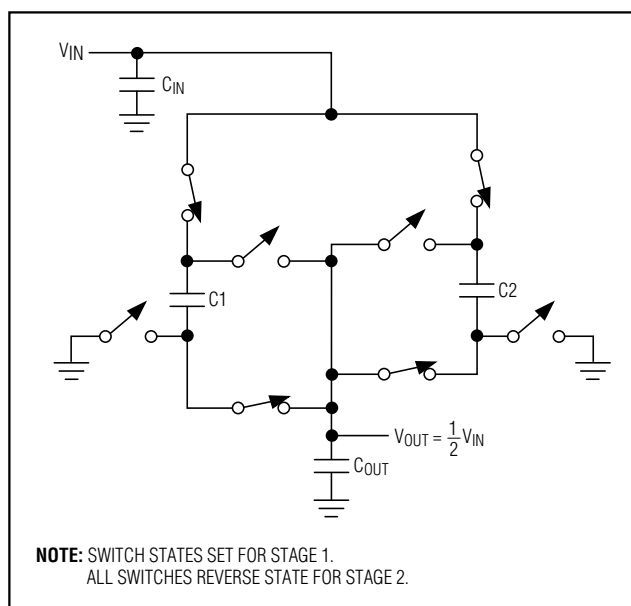 VIN
CIN
C1
C2
VOUT = 1/2 VIN
COUT
NOTE: SWITCH STATES SET FOR STAGE 1.
ALL SWITCHES REVERSE STATE FOR STAGE 2.